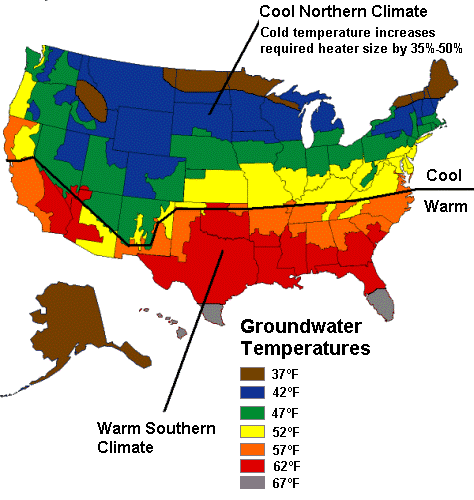 Cool Northern Climate
Cold temperature increases
required heater size by 35%-50%
Cool
Warm
Groundwater
Temperatures
37°F
42°F
47°F
52°F
57°F
62°F
67°F
Warm Southern
Climate